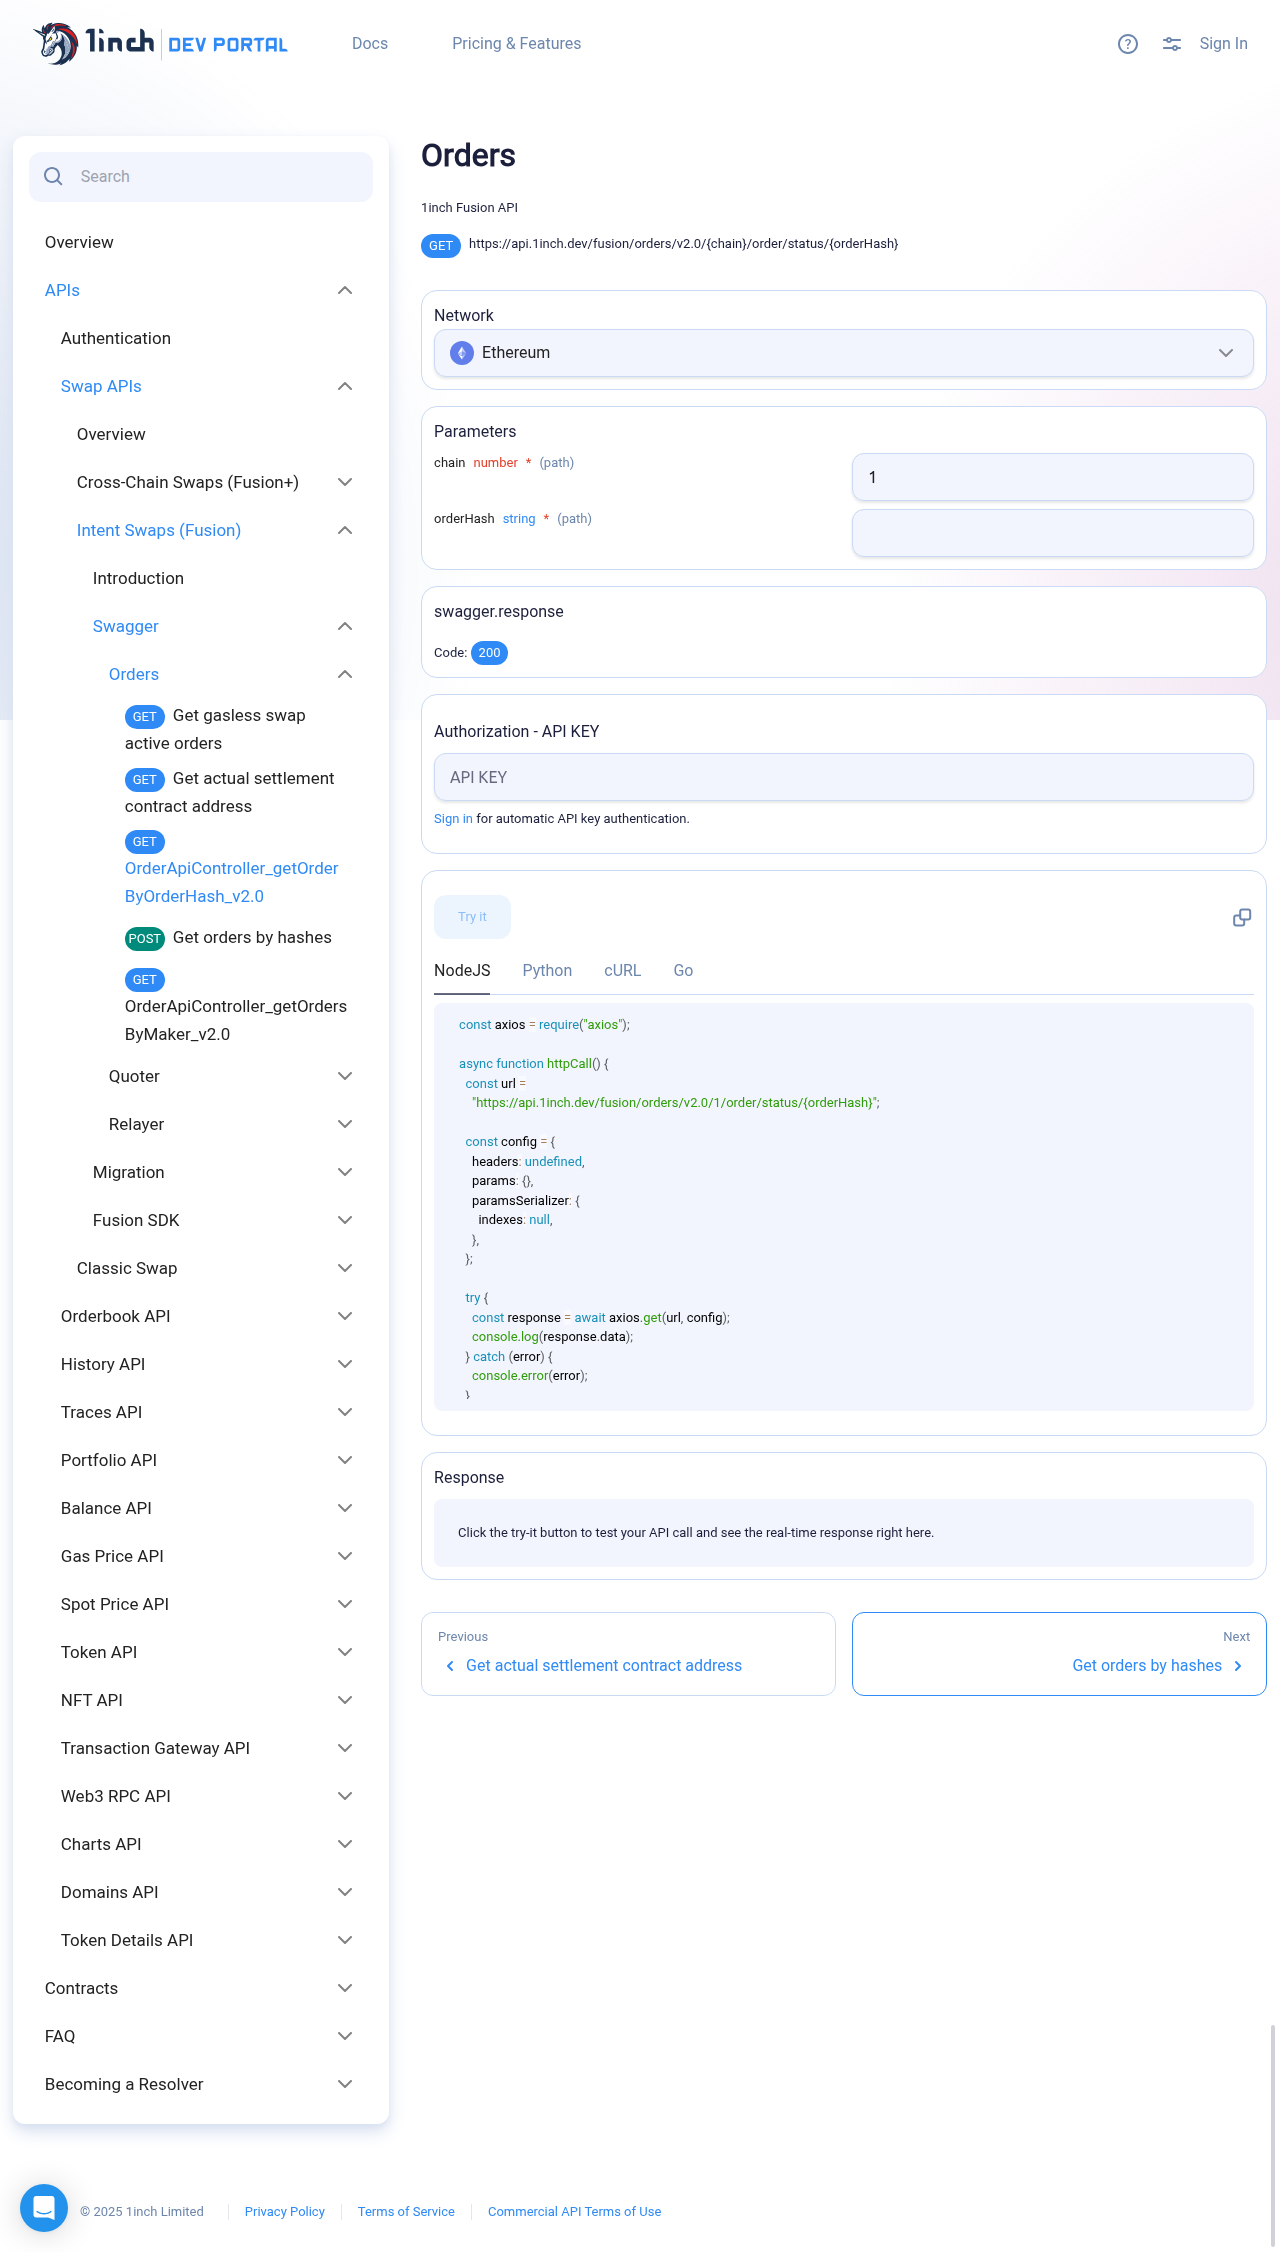 1inch DEV PORTAL
Docs
Pricing & Features
Sign In
Search
Overview
APIs
Authentication
Swap APIs
Overview
Cross-Chain Swaps (Fusion+)
Intent Swaps (Fusion)
Introduction
Swagger
Orders
GET Get gasless swap
active orders
GET Get actual settlement
contract address
GET
OrderApiController_getOrder
ByOrderHash_v2.0
POST Get orders by hashes
GET
OrderApiController_getOrders
ByMaker_v2.0
Quoter
Relayer
Migration
Fusion SDK
Classic Swap
Orderbook API
History API
Traces API
Portfolio API
Balance API
Gas Price API
Spot Price API
Token API
NFT API
Transaction Gateway API
Web3 RPC API
Charts API
Domains API
Token Details API
Contracts
FAQ
Becoming a Resolver
Orders
1inch Fusion API
GET https://api.1inch.dev/fusion/orders/v2.0/{chain}/order/status/{orderHash}
Network
Ethereum
Parameters
chain number * (path)
1
orderHash string * (path)
swagger.response
Code: 200
Authorization - API KEY
API KEY
Sign in for automatic API key authentication.
Try it
NodeJS Python cURL Go
const axios = require("axios");
async function httpCall() {
const url =
"https://api.1inch.dev/fusion/orders/v2.0/1/order/status/{orderHash}";
const config = {
headers: undefined,
params: {},
paramsSerializer: {
indexes: null,
},
};
try {
const response = await axios.get(url, config);
console.log(response.data);
} catch (error) {
console.error(error);
}
Response
Click the try-it button to test your API call and see the real-time response right here.
Previous
Get actual settlement contract address
Next
Get orders by hashes
© 2025 1inch Limited
Privacy Policy
Terms of Service
Commercial API Terms of Use